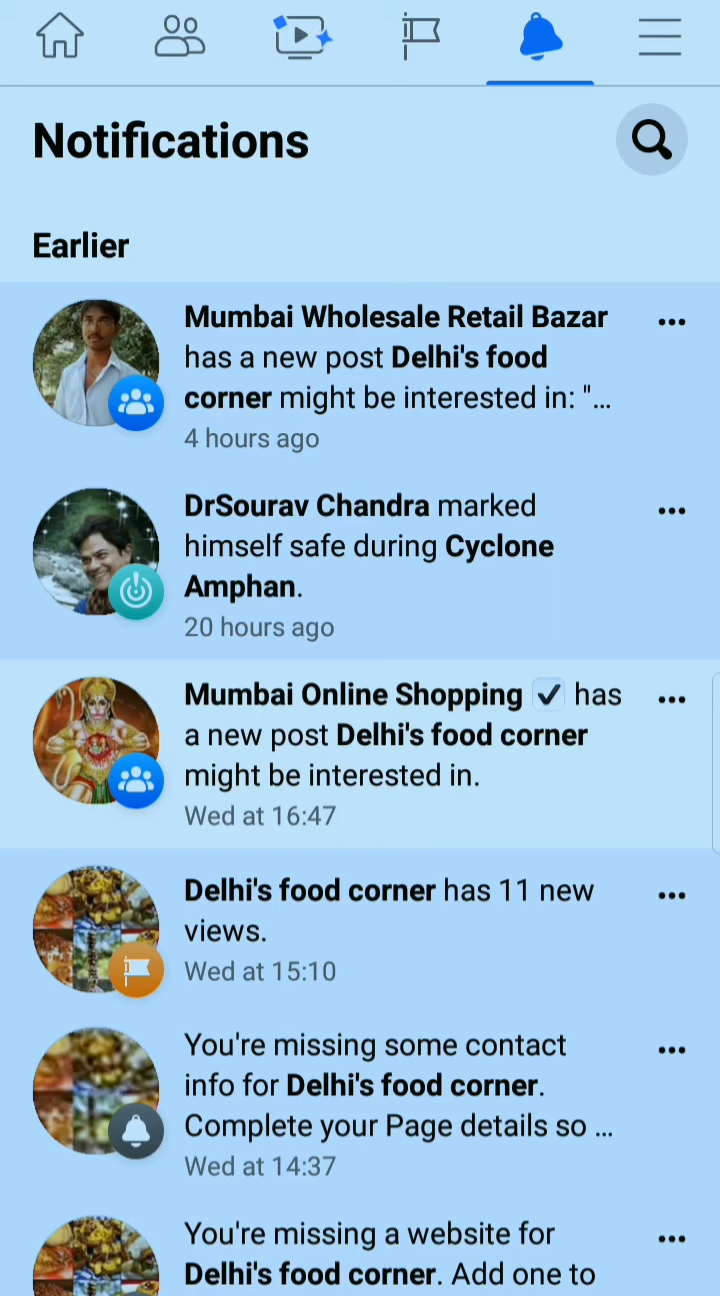 Notifications
Earlier
Mumbai Wholesale Retail Bazar
has a new post Delhi's food
corner might be interested in: "...
4 hours ago
DrSourav Chandra marked
himself safe during Cyclone
Amphan.
20 hours ago
Mumbai Online Shopping ✔ has
a new post Delhi's food corner
might be interested in.
Wed at 16:47
Delhi's food corner has 11 new
views.
Wed at 15:10
You're missing some contact
info for Delhi's food corner.
Complete your Page details so ...
Wed at 14:37
You're missing a website for
Delhi's food corner. Add one to